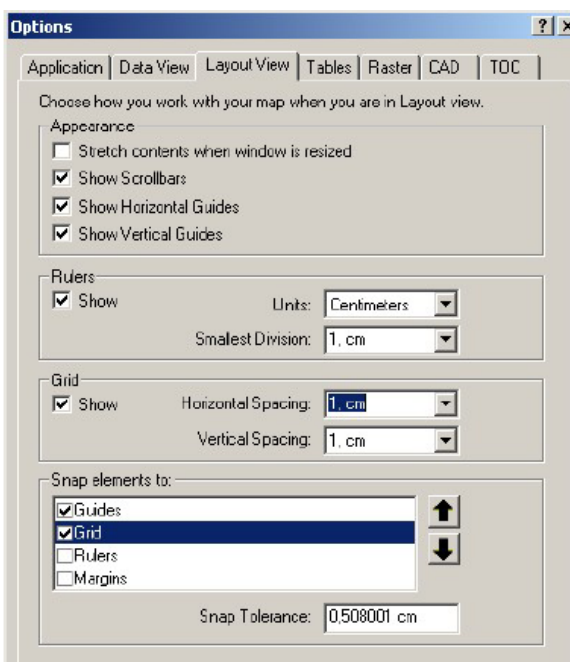 Options
Application Data View Layout View Tables Raster CAD TOC
Choose how you work with your map when you are in Layout view.
Appearance
Stretch contents when window is resized
Show Scrollbars
Show Horizontal Guides
Show Vertical Guides
Rulers
Show Units: Centimeters
Smallest Division: 1, cm
Grid
Show Horizontal Spacing: 1, cm
Vertical Spacing: 1, cm
Snap elements to:
Guides
Grid
Rulers
Margins
Snap Tolerance: 0,508001 cm